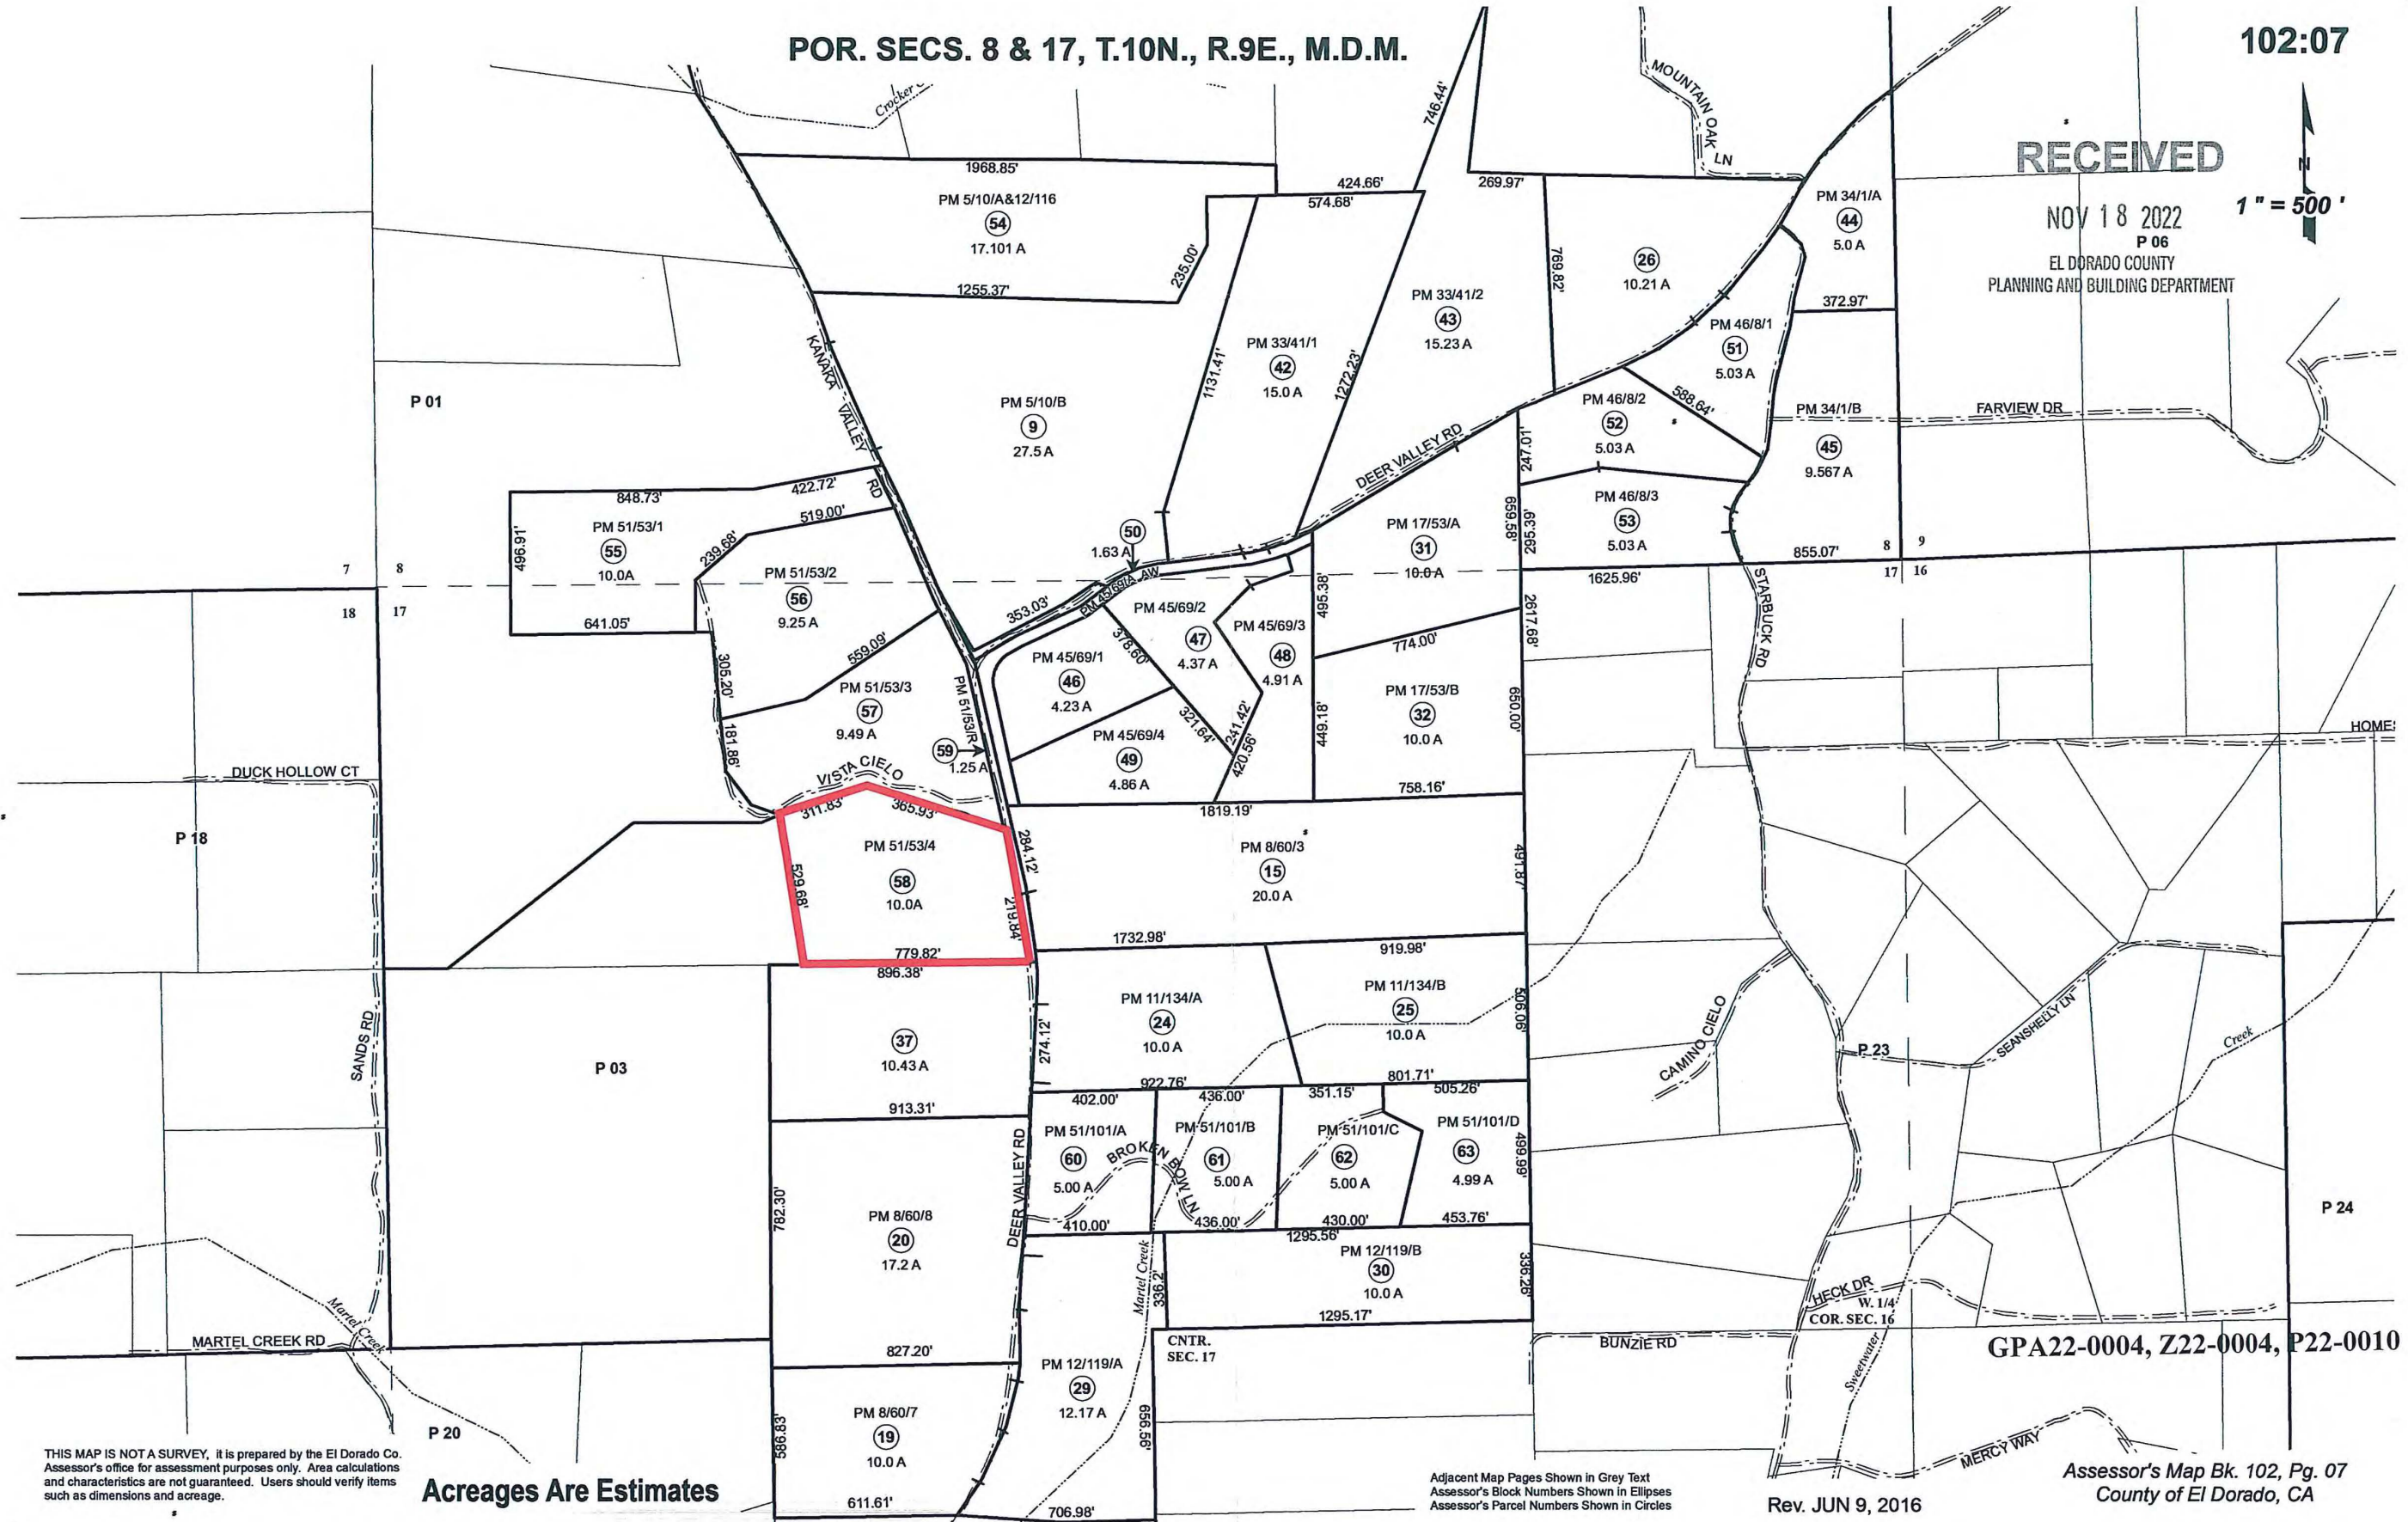 POR. SECS. 8 & 17, T.10N., R.9E., M.D.M.
102:07
RECEIVED
NOV 18 2022
P 06
EL DORADO COUNTY
PLANNING AND BUILDING DEPARTMENT
N
1 " = 500 '
MOUNTAIN OAK
LN
746.44'
1968.85'
PM 5/10/A&12/116
54
17.101 A
1255.37'
235.00'
424.66'
574.68'
269.97'
769.82'
26
10.21 A
PM 34/1/A
44
5.0 A
372.97'
PM 33/41/2
43
15.23 A
PM 33/41/1
42
15.0 A
1131.41'
1272.23'
PM 46/8/1
51
5.03 A
588.64'
PM 46/8/2
52
5.03 A
PM 34/1/B
45
9.567 A
FARVIEW DR
PM 46/8/3
53
5.03 A
247.01'
659.58'
295.39'
855.07'
8 9
17 16
1625.96'
2617.68'
KANAKA VALLEY RD
P 01
PM 5/10/B
9
27.5 A
DEER VALLEY RD
848.73'
422.72'
519.00'
239.68'
496.91'
PM 51/53/1
55
10.0A
641.05'
7 8
18 17
PM 51/53/2
56
9.25 A
559.09'
305.20'
181.86'
PM 51/53/3
57
9.49 A
PM 51/53/R
59
1.25 A
50
1.63 A
353.03'
PM 45/69/A AW
PM 45/69/1
46
4.23 A
378.60'
PM 45/69/2
47
4.37 A
PM 45/69/3
48
4.91 A
321.64'
241.42'
420.56'
PM 45/69/4
49
4.86 A
PM 17/53/A
31
10.0 A
495.38'
774.00'
449.18'
PM 17/53/B
32
10.0 A
650.00'
758.16'
STARBUCK RD
HOME
DUCK HOLLOW CT
P 18
VISTA CIELO
311.83'
365.93'
PM 51/53/4
58
10.0A
529.68'
284.12'
219.84'
779.82'
896.38'
1819.19'
PM 8/60/3
15
20.0 A
491.87'
1732.98'
919.98'
PM 11/134/A
24
10.0 A
PM 11/134/B
25
10.0 A
506.06'
274.12'
922.76'
801.71'
37
10.43 A
913.31'
SANDS RD
P 03
CAMINO CIELO
P 23
SEANSHELLY LN
Creek
402.00'
436.00'
351.15'
505.26'
PM 51/101/A
60
5.00 A
PM 51/101/B
61
5.00 A
PM 51/101/C
62
5.00 A
PM 51/101/D
63
4.99 A
499.99'
BROKEN BOW LN
410.00'
436.00'
430.00'
453.76'
DEER VALLEY RD
782.30'
PM 8/60/8
20
17.2 A
827.20'
1295.56'
PM 12/119/B
30
10.0 A
336.2'
336.26'
1295.17'
Martel Creek
CNTR.
SEC. 17
P 24
HECK DR
W. 1/4
COR. SEC. 16
BUNZIE RD
GPA22-0004, Z22-0004, P22-0010
Sweetwater
MERCY WAY
Martel Creek
MARTEL CREEK RD
P 20
PM 12/119/A
29
12.17 A
656.56'
706.98'
PM 8/60/7
19
10.0 A
586.83'
611.61'
THIS MAP IS NOT A SURVEY, it is prepared by the El Dorado Co.
Assessor's office for assessment purposes only. Area calculations
and characteristics are not guaranteed. Users should verify items
such as dimensions and acreage.
Acreages Are Estimates
Adjacent Map Pages Shown in Grey Text
Assessor's Block Numbers Shown in Ellipses
Assessor's Parcel Numbers Shown in Circles
Rev. JUN 9, 2016
Assessor's Map Bk. 102, Pg. 07
County of El Dorado, CA